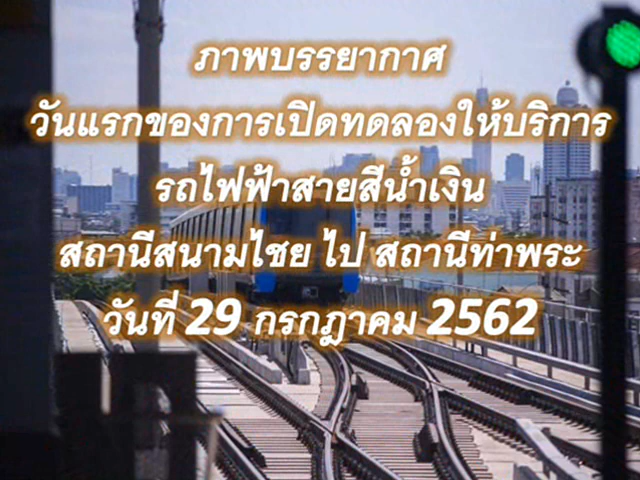 ภาพบรรยากาศ
วันแรกของการเปิดทดลองให้บริการ
รถไฟฟ้าสายสีน้ำเงิน
สถานีสนามไชย ไป สถานีท่าพระ
วันที่ 29 กรกฎาคม 2562